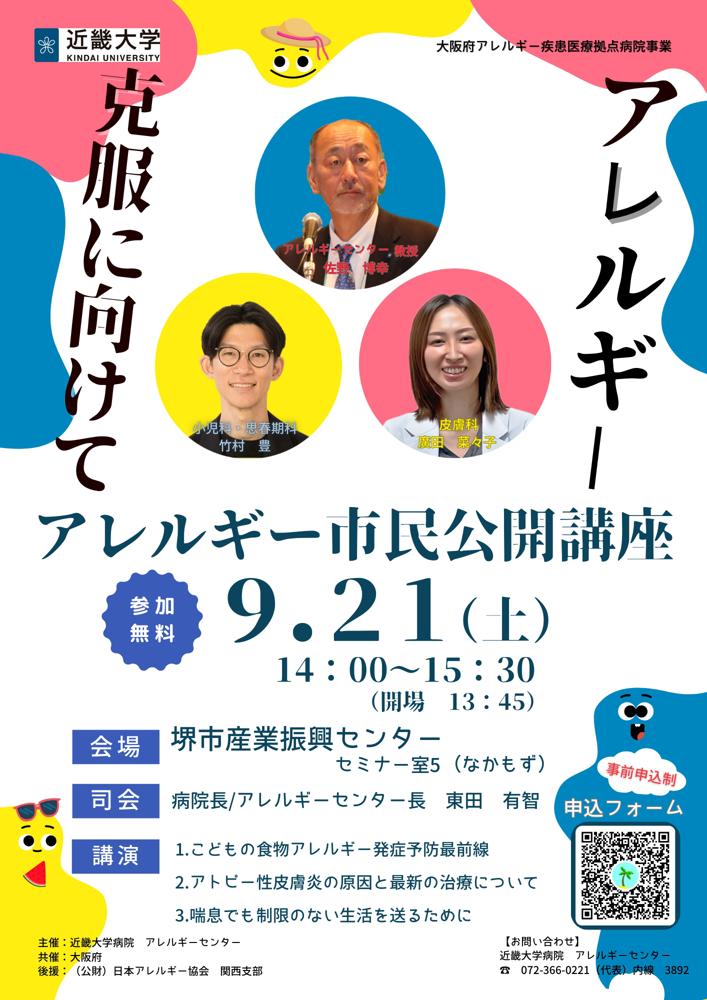 近畿大学
KINDAI UNIVERSITY
大阪府アレルギー疾患医療拠点病院事業
アレルギー
克服に向けて
アレルギーセンター 教授
佐野　博幸
小児科・思春期科
竹村　豊
皮膚科
廣田　菜々子
アレルギー市民公開講座
参加
無料
9.21(土)
14：00～15：30
(開場　13：45)
会場
堺市産業振興センター
セミナー室5（なかもず）
司会
病院長/アレルギーセンター長　東田　有智
講演
1.こどもの食物アレルギー発症予防最前線
2.アトピー性皮膚炎の原因と最新の治療について
3.喘息でも制限のない生活を送るために
事前申込制
申込フォーム
主催：近畿大学病院　アレルギーセンター
共催：大阪府
後援：（公財）日本アレルギー協会　関西支部
【お問い合わせ】
近畿大学病院　アレルギーセンター
☎　072-366-0221（代表）内線　3892